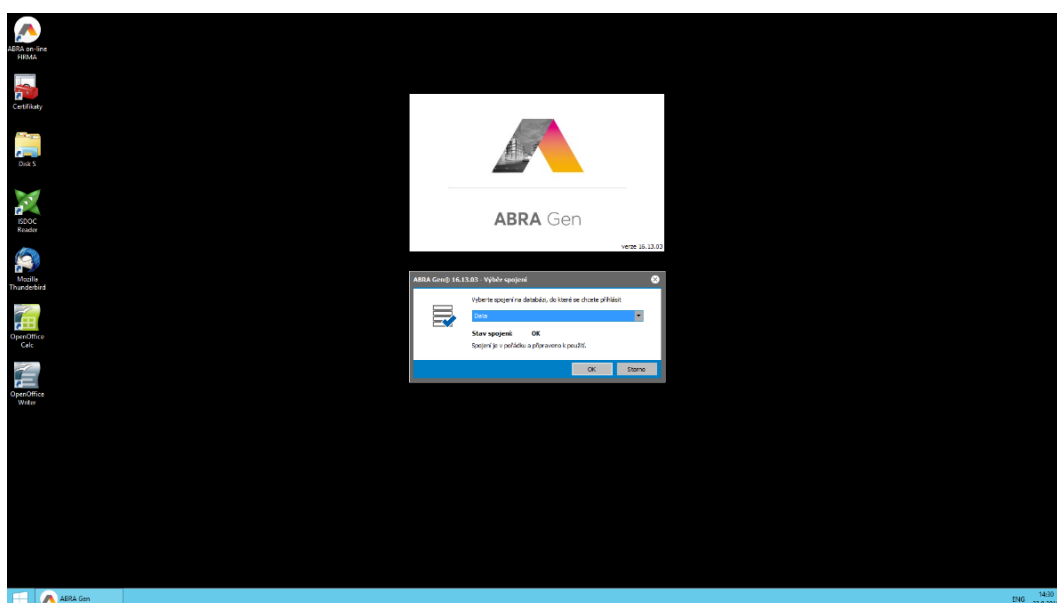 ABRA on-line
FIRMA
Certifikaty
Disk S
ISDOC
Reader
Mozilla
Thunderbird
OpenOffice
Calc
OpenOffice
Writer
ABRA Gen
verze 16.13.03
ABRA Gen® 16.13.03 - Výběr spojení
Vyberte spojení na databázi, do které se chcete přihlásit
Data
Stav spojení: OK
Spojení je v pořádku a připraveno k použití.
OK Storno
ABRA Gen
ENG 14:30